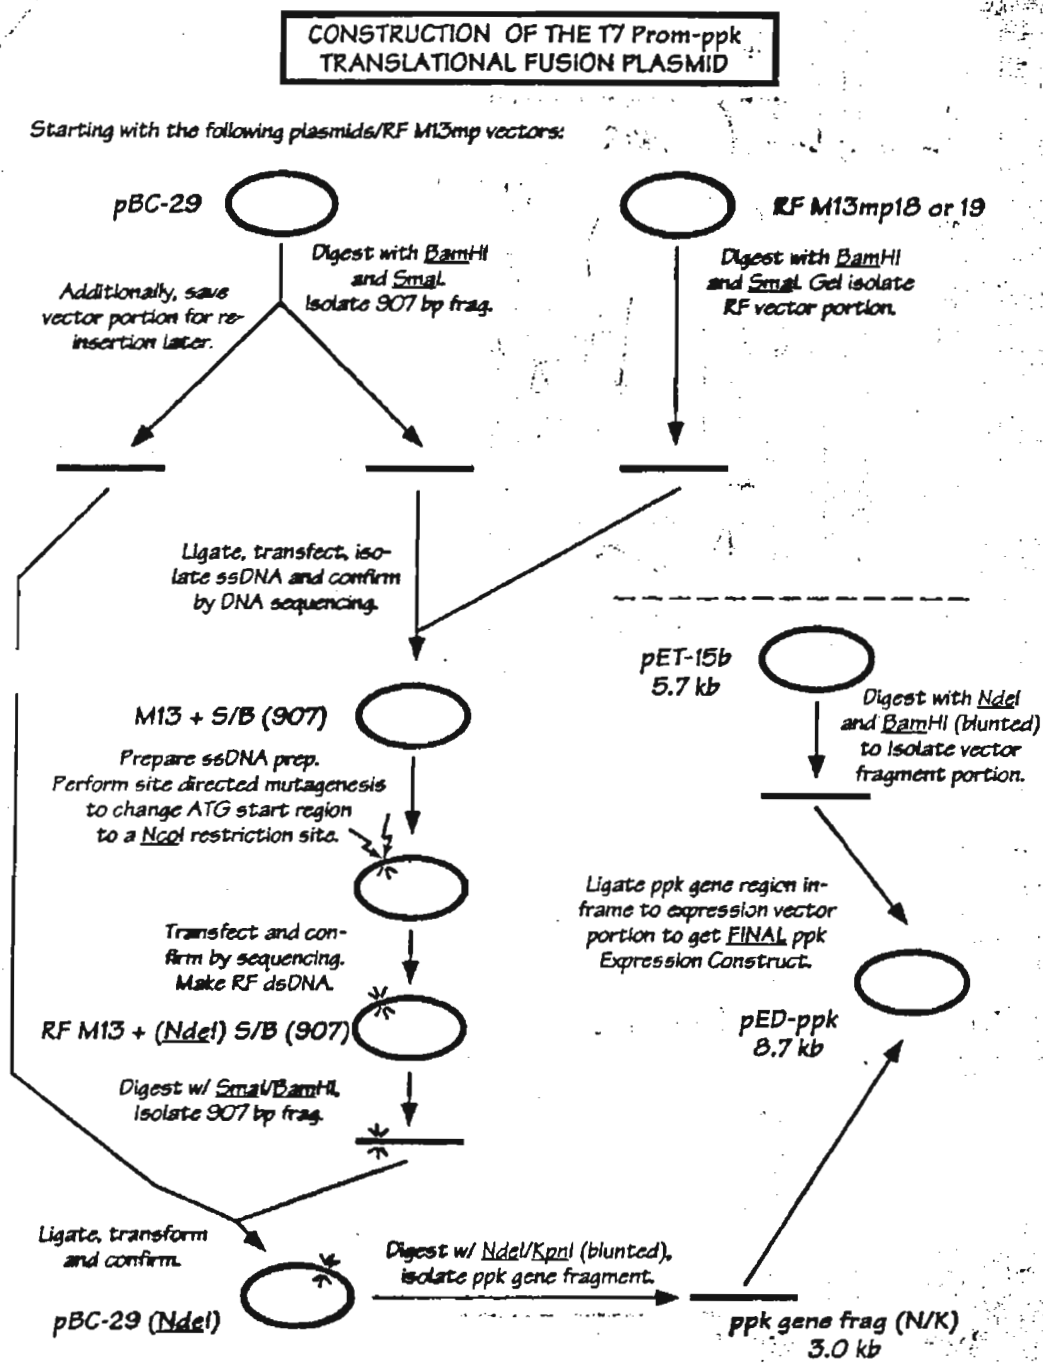 CONSTRUCTION OF THE T7 Prom-ppk
TRANSLATIONAL FUSION PLASMID
Starting with the following plasmids/RF M13mp vectors:
pBC-29
RF M13mp18 or 19
Digest with BamHI
and SmaI.
Isolate 907 bp frag.
Additionally, save
vector portion for re-
insertion later.
Digest with BamHI
and SmaI. Gel isolate
RF vector portion.
Ligate, transfect, iso-
late ssDNA and confirm
by DNA sequencing.
M13 + S/B (907)
Prepare ssDNA prep.
Perform site directed mutagenesis
to change ATG start region
to a NcoI restriction site.
Transfect and con-
firm by sequencing.
Make RF dsDNA.
RF M13 + (NdeI) S/B (907)
Digest w/ SmaI/BamHI,
isolate 907 bp frag.
Ligate, transform
and confirm.
pBC-29 (NdeI)
Digest w/ NdeI/KpnI (blunted),
isolate ppk gene fragment.
ppk gene frag (N/K)
3.0 kb
pET-15b
5.7 kb
Digest with NdeI
and BamHI (blunted)
to isolate vector
fragment portion.
Ligate ppk gene region in-
frame to expression vector
portion to get FINAL ppk
Expression Construct.
pED-ppk
8.7 kb